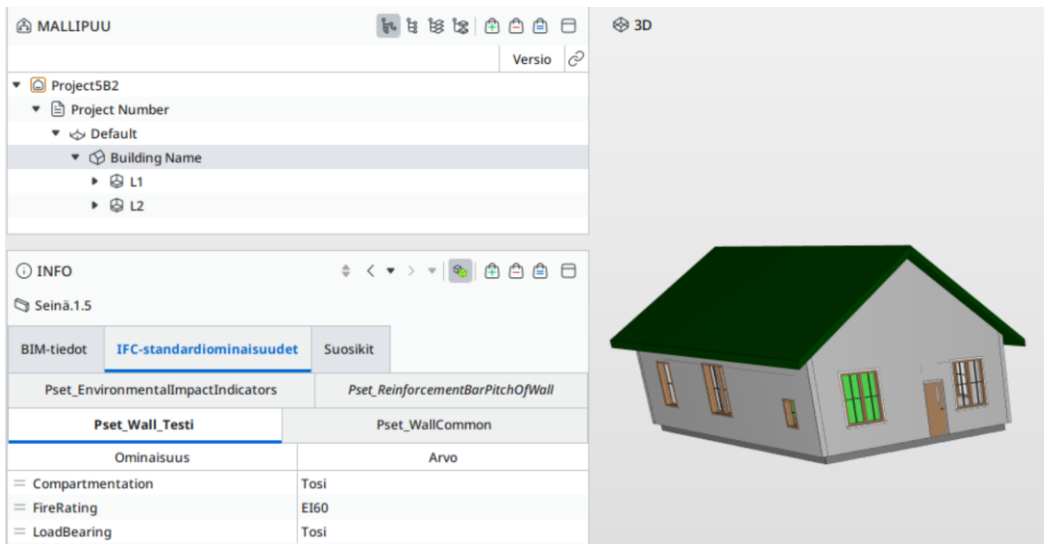 MALLIPUU
Versio
Project5B2
Project Number
Default
Building Name
L1
L2
INFO
Seinä.1.5
BIM-tiedot IFC-standardiominaisuudet Suosikit
Pset_EnvironmentalImpactIndicators Pset_ReinforcementBarPitchOfWall
Pset_Wall_Testi Pset_WallCommon
Ominaisuus Arvo
Compartmentation Tosi
FireRating EI60
LoadBearing Tosi
3D